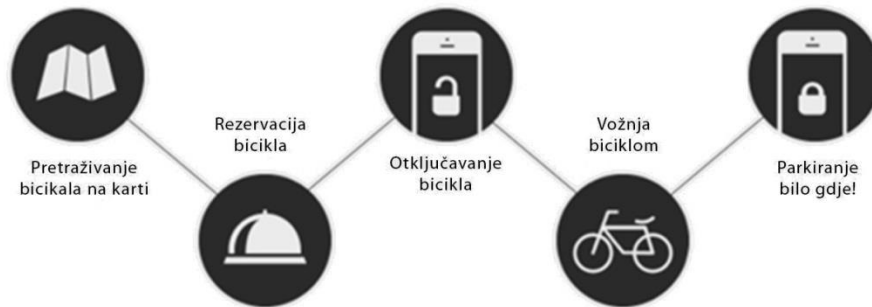 Pretraživanje
bicikala na karti
Rezervacija
bicikla
Otključavanje
bicikla
Vožnja
biciklom
Parkiranje
bilo gdje!